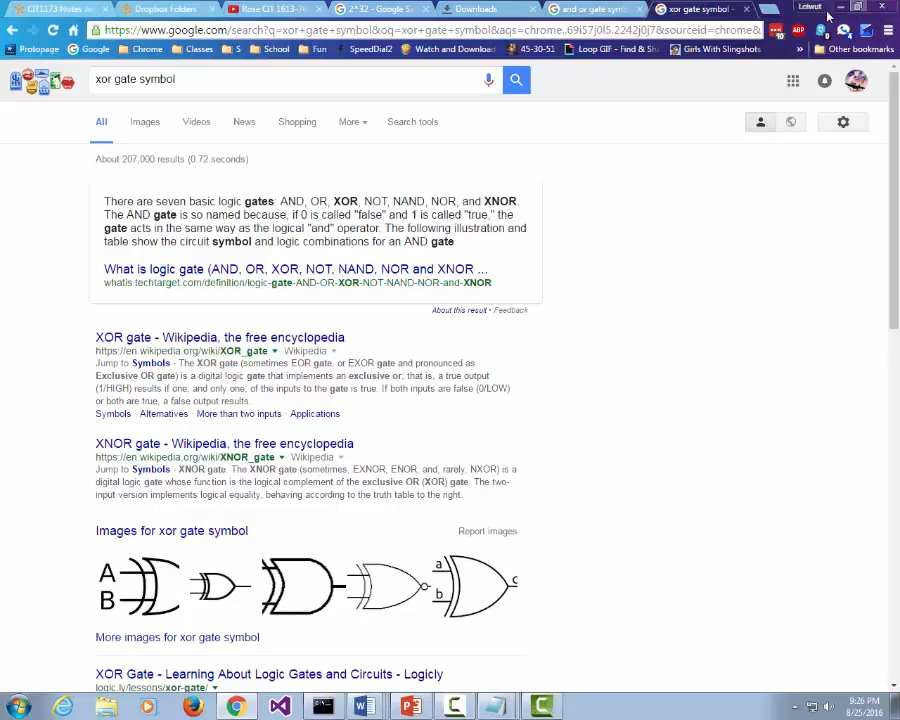 CIT1173 Notes
Dropbox Folders
Rose CIT 1613-3
2^32 - Google Se
Downloads
and or gate symb
xor gate symbol -
Lotwut
https://www.google.com/search?q=xor+gate+symbol&oq=xor+gate+symbol&aqs=chrome..69i57j0j7.2242j0j7&sourceid=chrome&
Protopage Google Chrome Classes S School Fun SpeedDial2 Watch and Download 45-30-51 Loop GIF - Find & Sha Girls With Slingshots » Other bookmarks
xor gate symbol
All Images Videos News Shopping More Search tools
About 207,000 results (0.72 seconds)
There are seven basic logic gates: AND, OR, XOR, NOT, NAND, NOR, and XNOR.
The AND gate is so named because, if 0 is called "false" and 1 is called "true," the
gate acts in the same way as the logical "and" operator. The following illustration and
table show the circuit symbol and logic combinations for an AND gate
What is logic gate (AND, OR, XOR, NOT, NAND, NOR and XNOR ...
whatis.techtarget.com/definition/logic-gate-AND-OR-XOR-NOT-NAND-NOR-and-XNOR
About this result • Feedback
XOR gate - Wikipedia, the free encyclopedia
https://en.wikipedia.org/wiki/XOR_gate Wikipedia
Jump to Symbols - The XOR gate (sometimes EOR gate, or EXOR gate and pronounced as
Exclusive OR gate) is a digital logic gate that implements an exclusive or; that is, a true output
(1/HIGH) results if one, and only one, of the inputs to the gate is true. If both inputs are false (0/LOW)
or both are true, a false output results.
Symbols · Alternatives · More than two inputs · Applications
XNOR gate - Wikipedia, the free encyclopedia
https://en.wikipedia.org/wiki/XNOR_gate Wikipedia
Jump to Symbols - XNOR gate. The XNOR gate (sometimes, EXNOR, ENOR, and, rarely, NXOR) is a
digital logic gate whose function is the logical complement of the exclusive OR (XOR) gate. The two-
input version implements logical equality, behaving according to the truth table to the right.
Images for xor gate symbol Report images
A
B
a
b
c
More images for xor gate symbol
XOR Gate - Learning About Logic Gates and Circuits - Logicly
logic.ly/lessons/xor-gate/
9:26 PM
8/25/2016